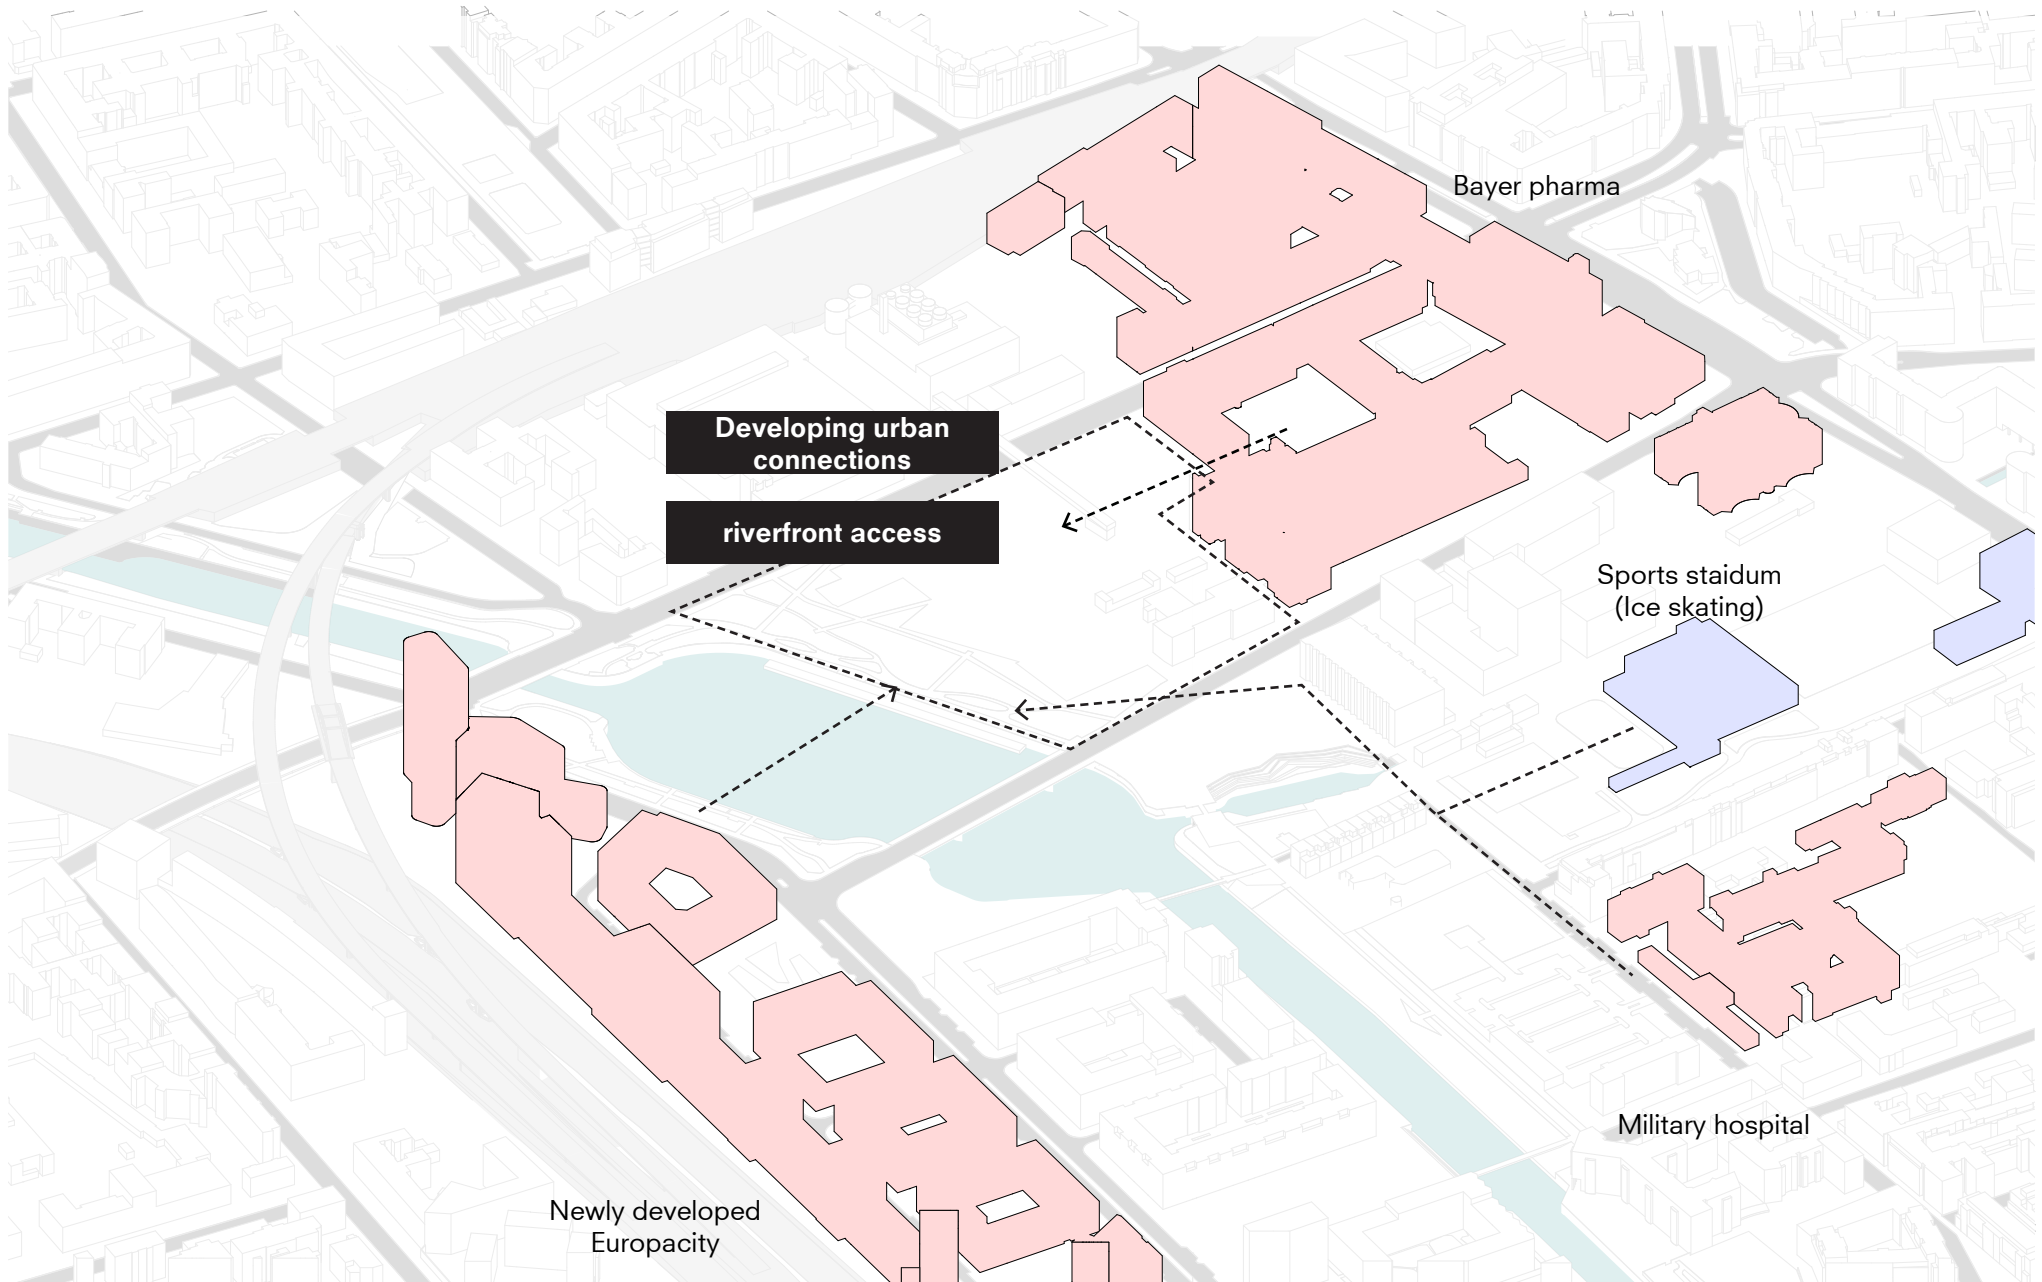 Bayer pharma
Developing urban
connections
riverfront access
Sports staidum
(Ice skating)
Military hospital
Newly developed
Europacity